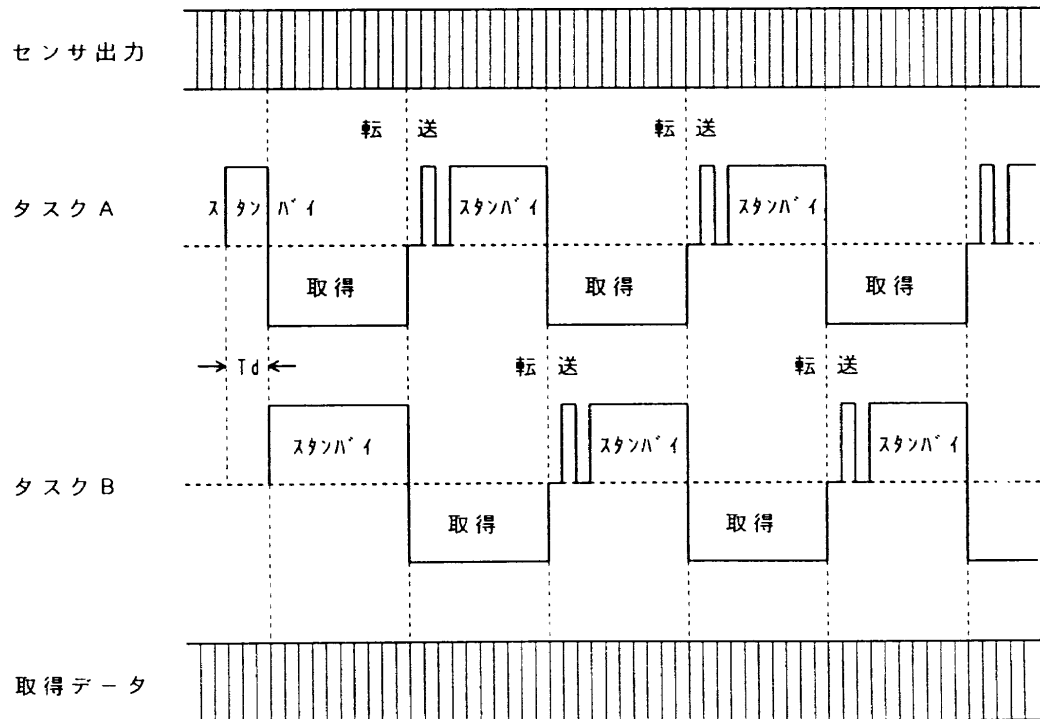 センサ出力
転送 転送
タスクA
スタンバイ スタンバイ スタンバイ
取得 取得 取得
Td 転送 転送
スタンバイ スタンバイ スタンバイ
タスクB
取得 取得
取得データ